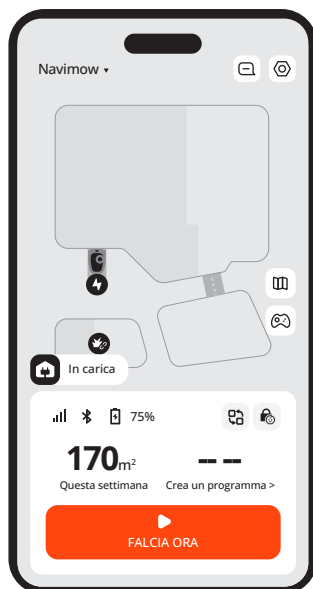 Navimow
In carica
75%
170m²
-- --
Questa settimana
Crea un programma >
FALCIA ORA